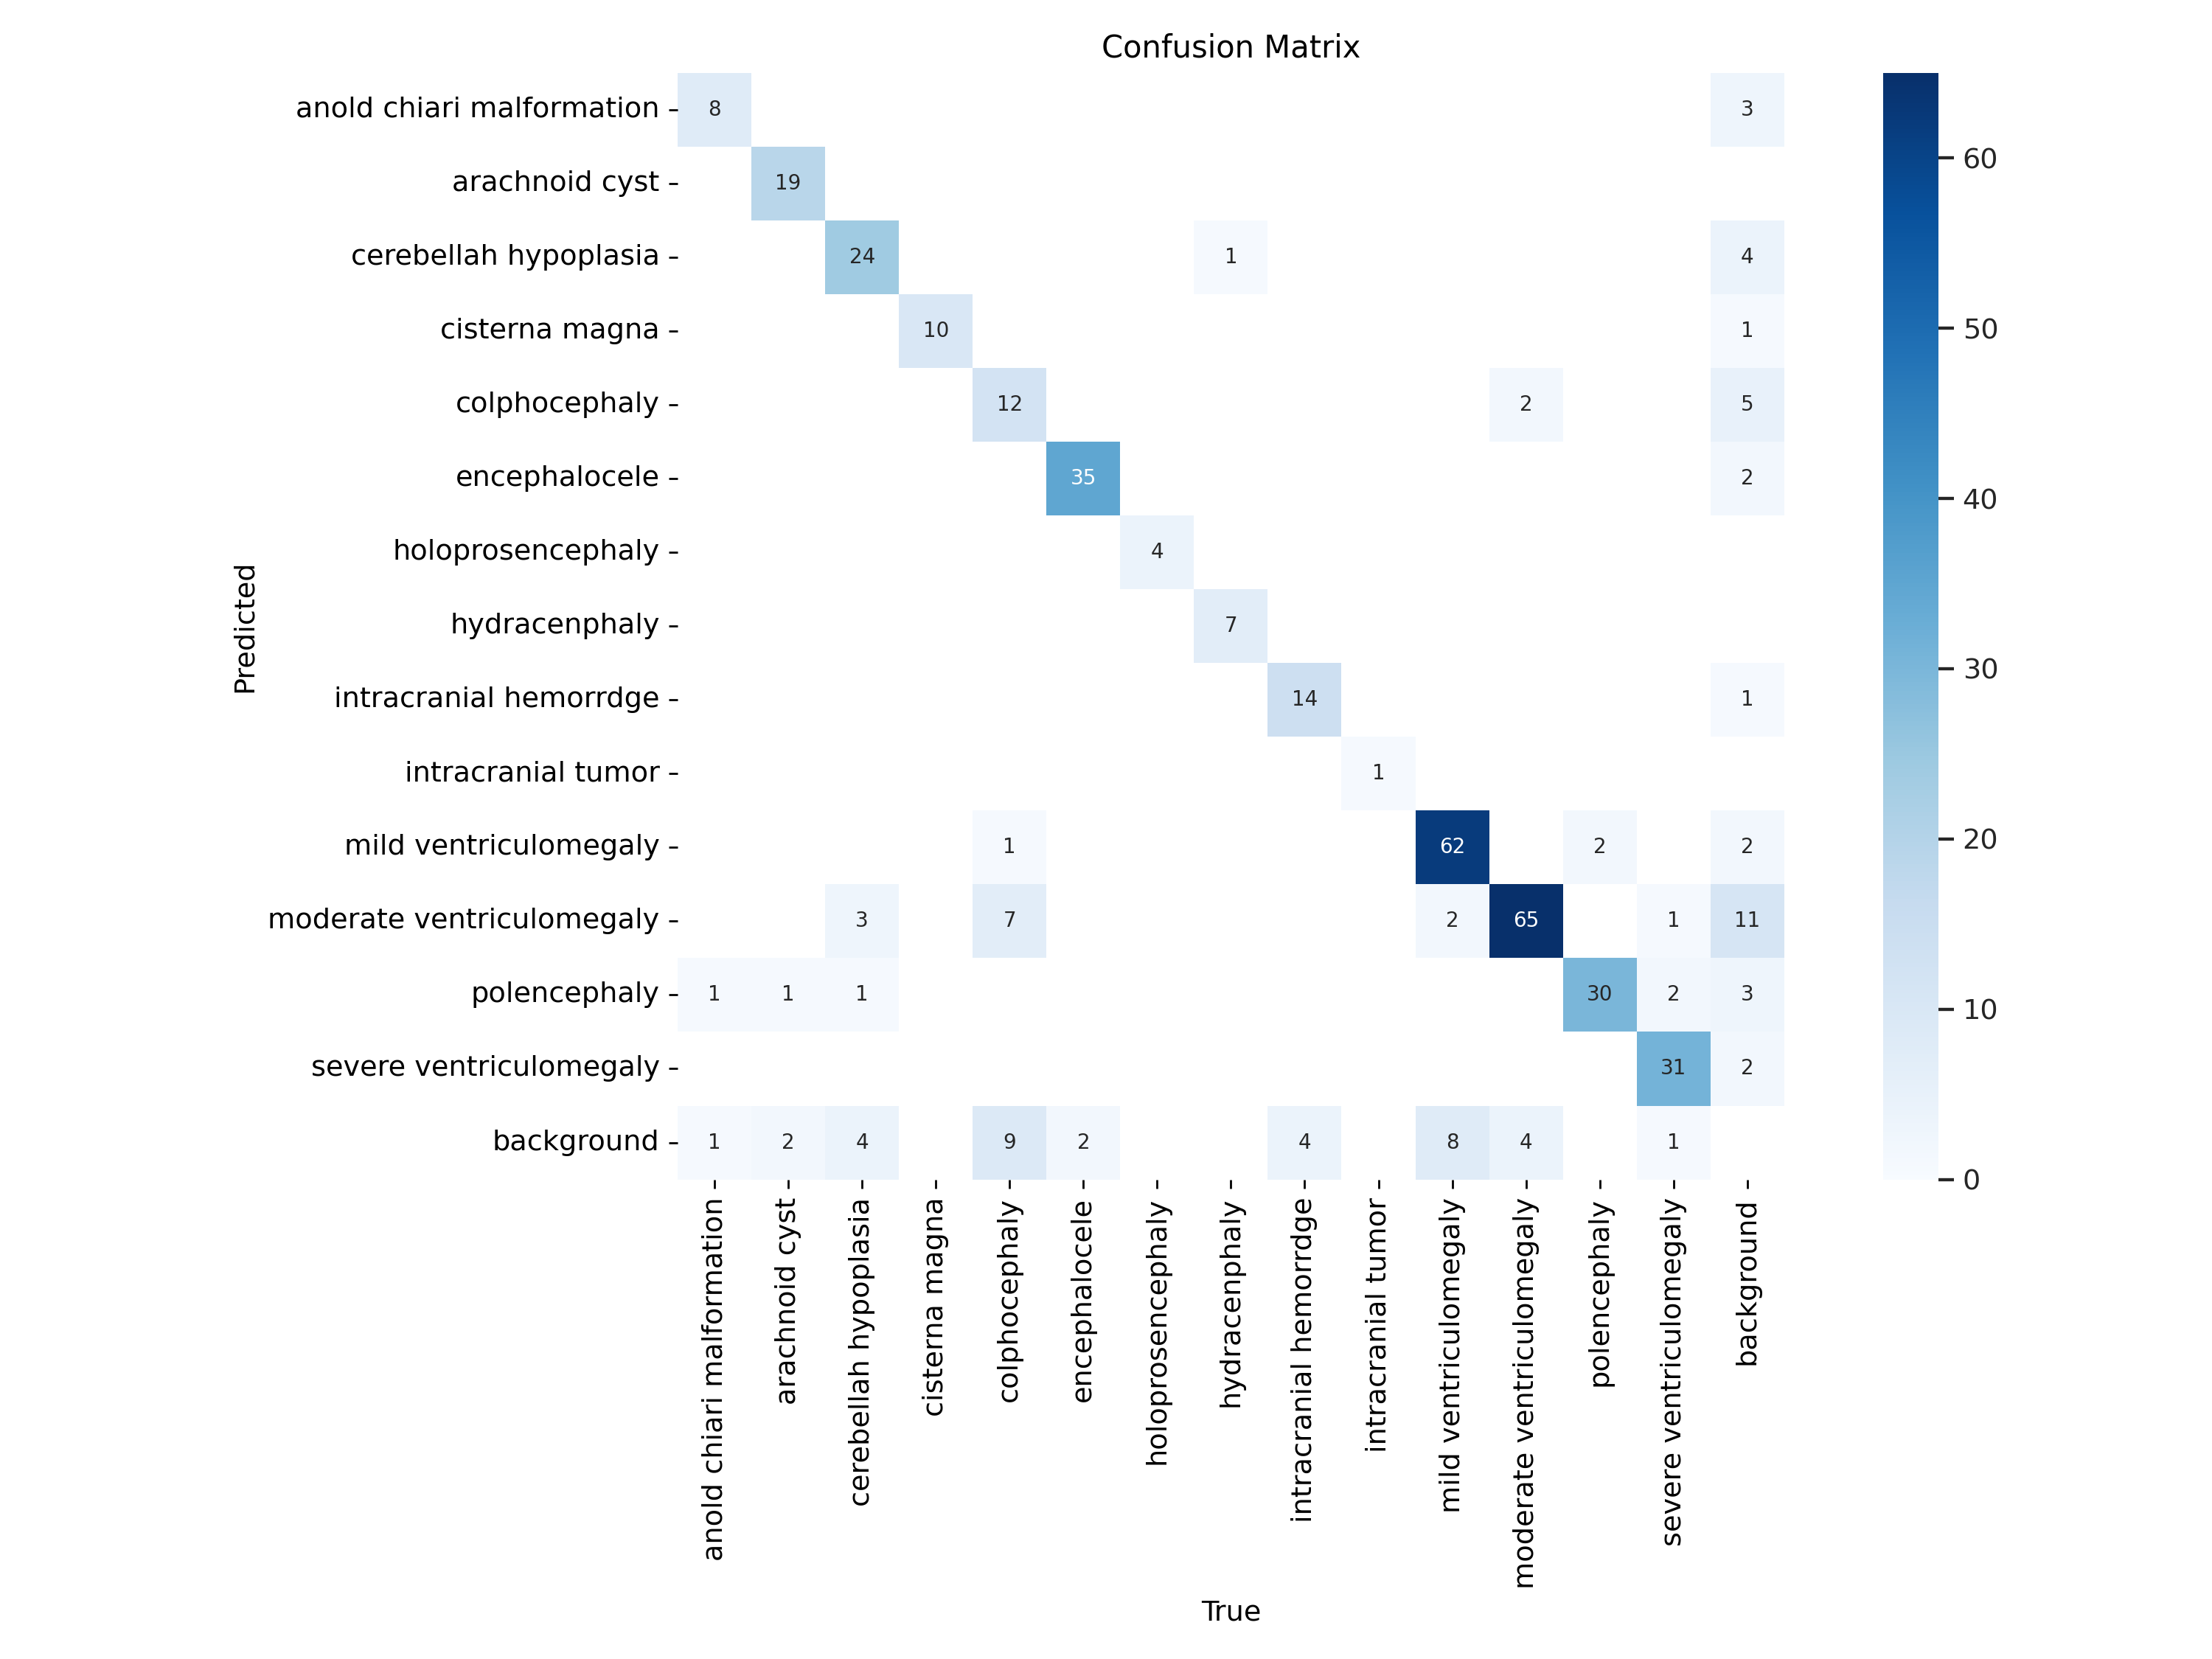 Confusion Matrix
anold chiari malformation 8 3
arachnoid cyst 19
cerebellah hypoplasia 24 1 4
cisterna magna 10 1
colphocephaly 12 2 5
encephalocele 35 2
holoprosencephaly 4
hydracenphaly 7
intracranial hemorrdge 14 1
intracranial tumor 1
mild ventriculomegaly 1 62 2 2
moderate ventriculomegaly 3 7 2 65 1 11
polencephaly 1 1 1 30 2 3
severe ventriculomegaly 31 2
background 1 2 4 9 2 4 8 4 1
Predicted
anold chiari malformation
arachnoid cyst
cerebellah hypoplasia
cisterna magna
colphocephaly
encephalocele
holoprosencephaly
hydracenphaly
intracranial hemorrdge
intracranial tumor
mild ventriculomegaly
moderate ventriculomegaly
polencephaly
severe ventriculomegaly
background
True
60
50
40
30
20
10
0